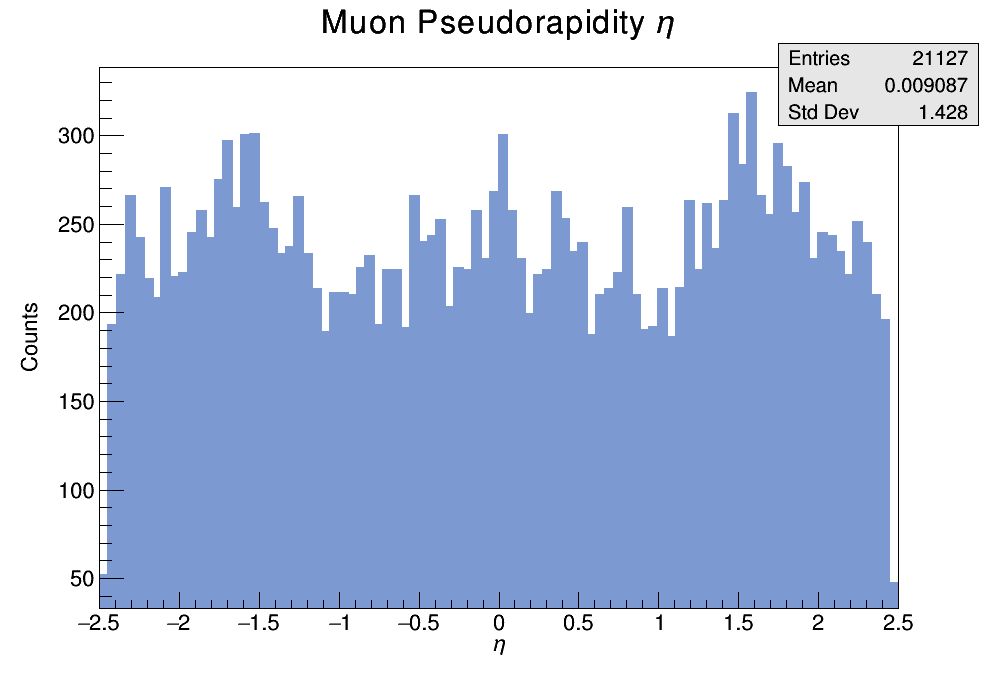 Muon Pseudorapidity η
Entries 21127
Mean 0.009087
Std Dev 1.428
300
250
200
150
100
50
Counts
−2.5 −2 −1.5 −1 −0.5 0 0.5 1 1.5 2 2.5
η